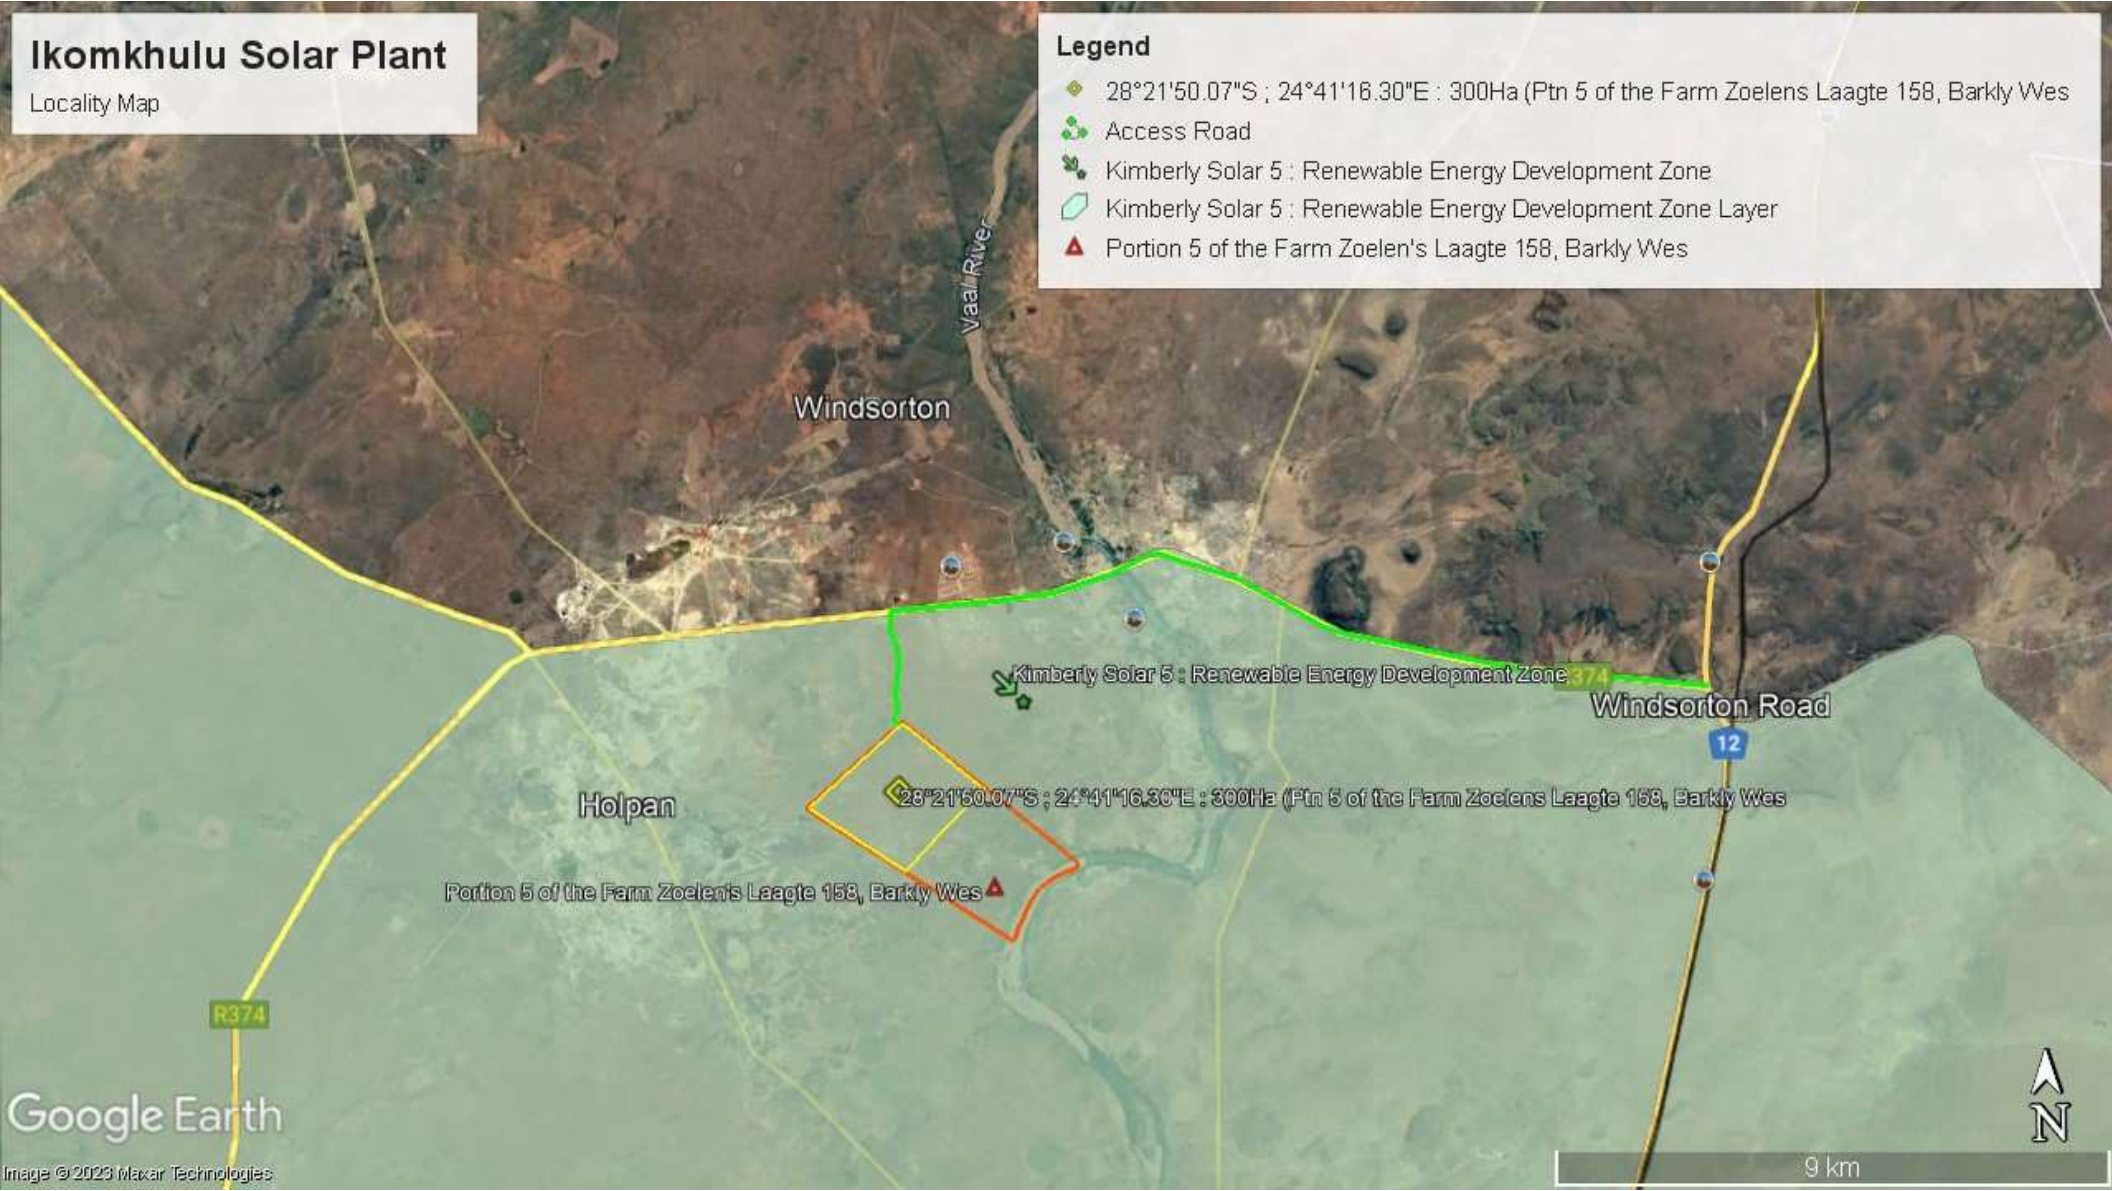 Ikomkhulu Solar Plant
Locality Map
Legend
28°21'50.07"S ; 24°41'16.30"E : 300Ha (Ptn 5 of the Farm Zoelens Laagte 158, Barkly Wes
Access Road
Kimberly Solar 5 : Renewable Energy Development Zone
Kimberly Solar 5 : Renewable Energy Development Zone Layer
Portion 5 of the Farm Zoelen's Laagte 158, Barkly Wes
Vaal River
Windsorton
Kimberly Solar 5 : Renewable Energy Development Zone
374
Windsorton Road
12
28°21'50.07"S ; 24°41'16.30"E : 300Ha (Ptn 5 of the Farm Zoelens Laagte 158, Barkly Wes
Holpan
Portion 5 of the Farm Zoelen's Laagte 158, Barkly Wes
R374
Google Earth
N
Image © 2023 Maxar Technologies
9 km